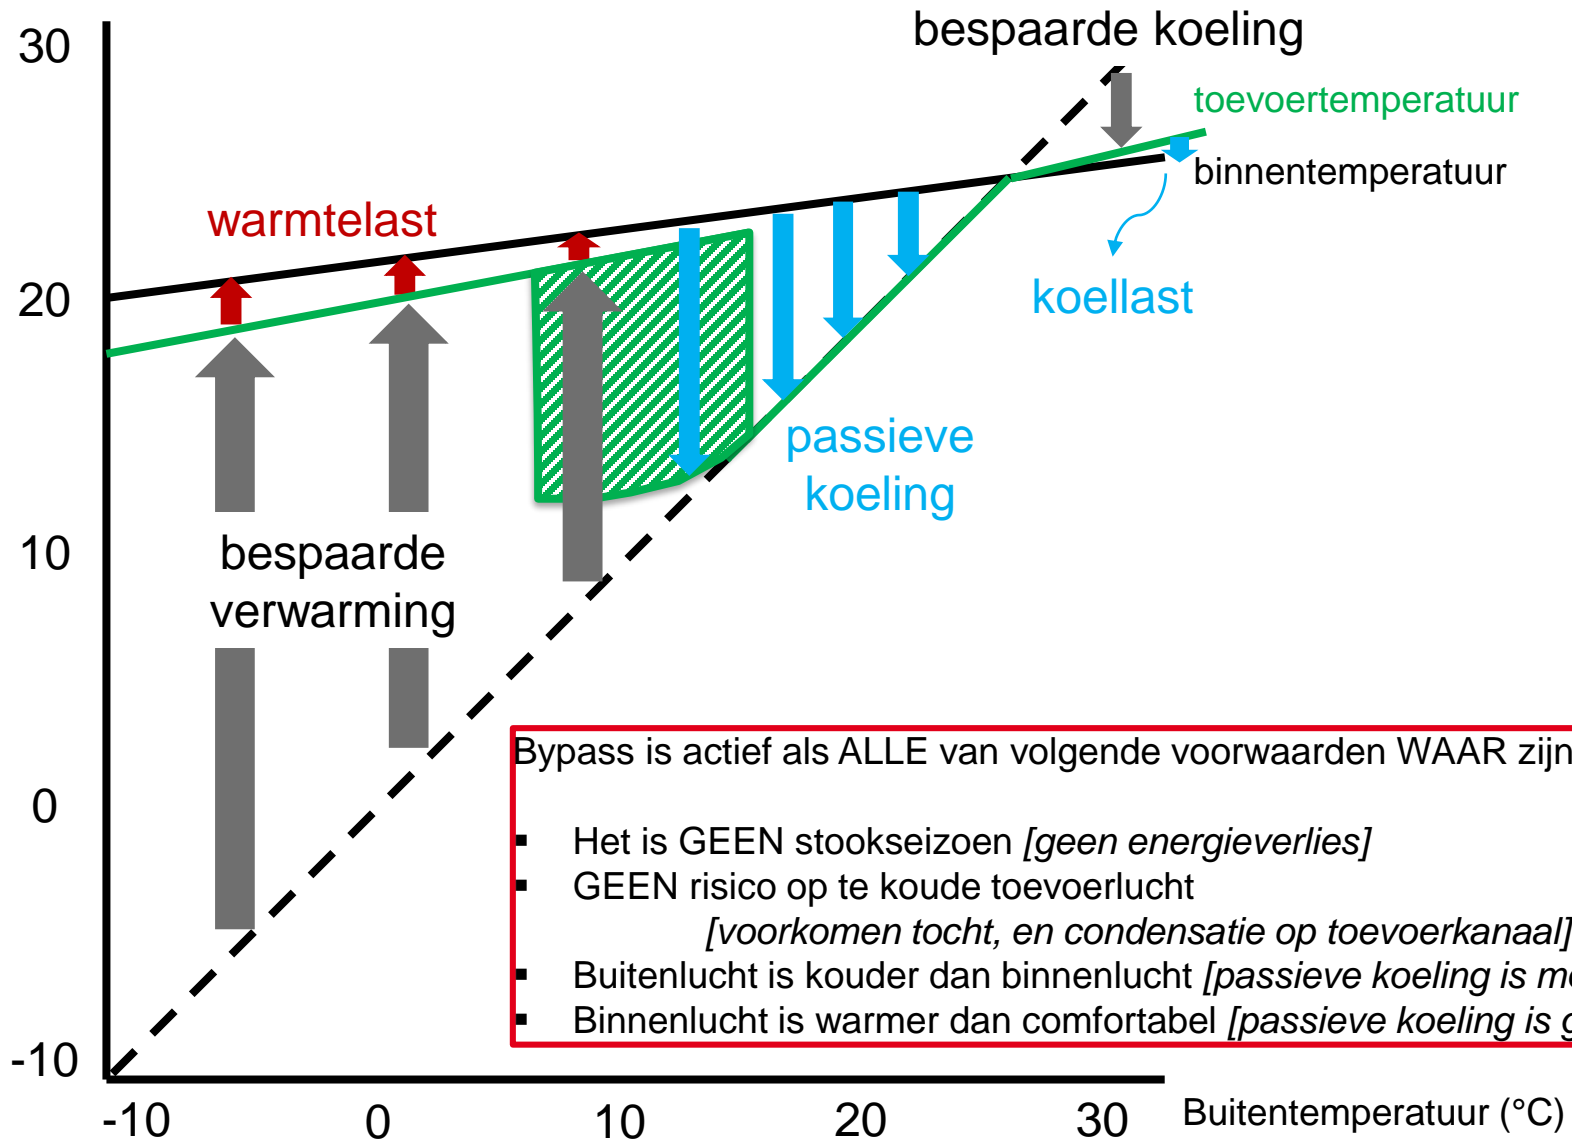 30
20
10
0
-10
bespaarde koeling
toevoertemperatuur
binnentemperatuur
warmtelast
koellast
passieve
koeling
bespaarde
verwarming
Bypass is actief als ALLE van volgende voorwaarden WAAR zijn
▪ Het is GEEN stookseizoen [geen energieverlies]
▪ GEEN risico op te koude toevoerlucht
[voorkomen tocht, en condensatie op toevoerkanaal]
▪ Buitenlucht is kouder dan binnenlucht [passieve koeling is
▪ Binnenlucht is warmer dan comfortabel [passieve koeling is
-10 0 10 20 30 Buitentemperatuur (°C)